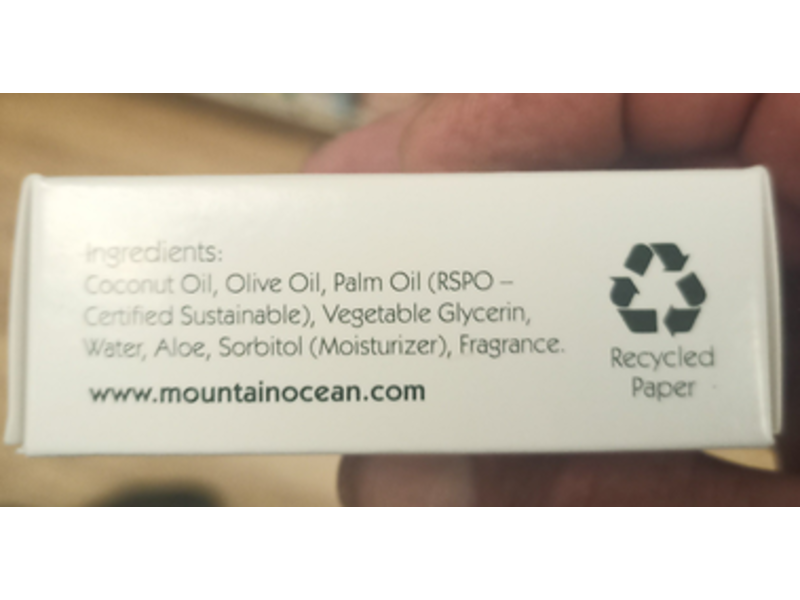 Ingredients:
Coconut Oil, Olive Oil, Palm Oil (RSPO –
Certified Sustainable), Vegetable Glycerin,
Water, Aloe, Sorbitol (Moisturizer), Fragrance.
www.mountainocean.com
Recycled
Paper